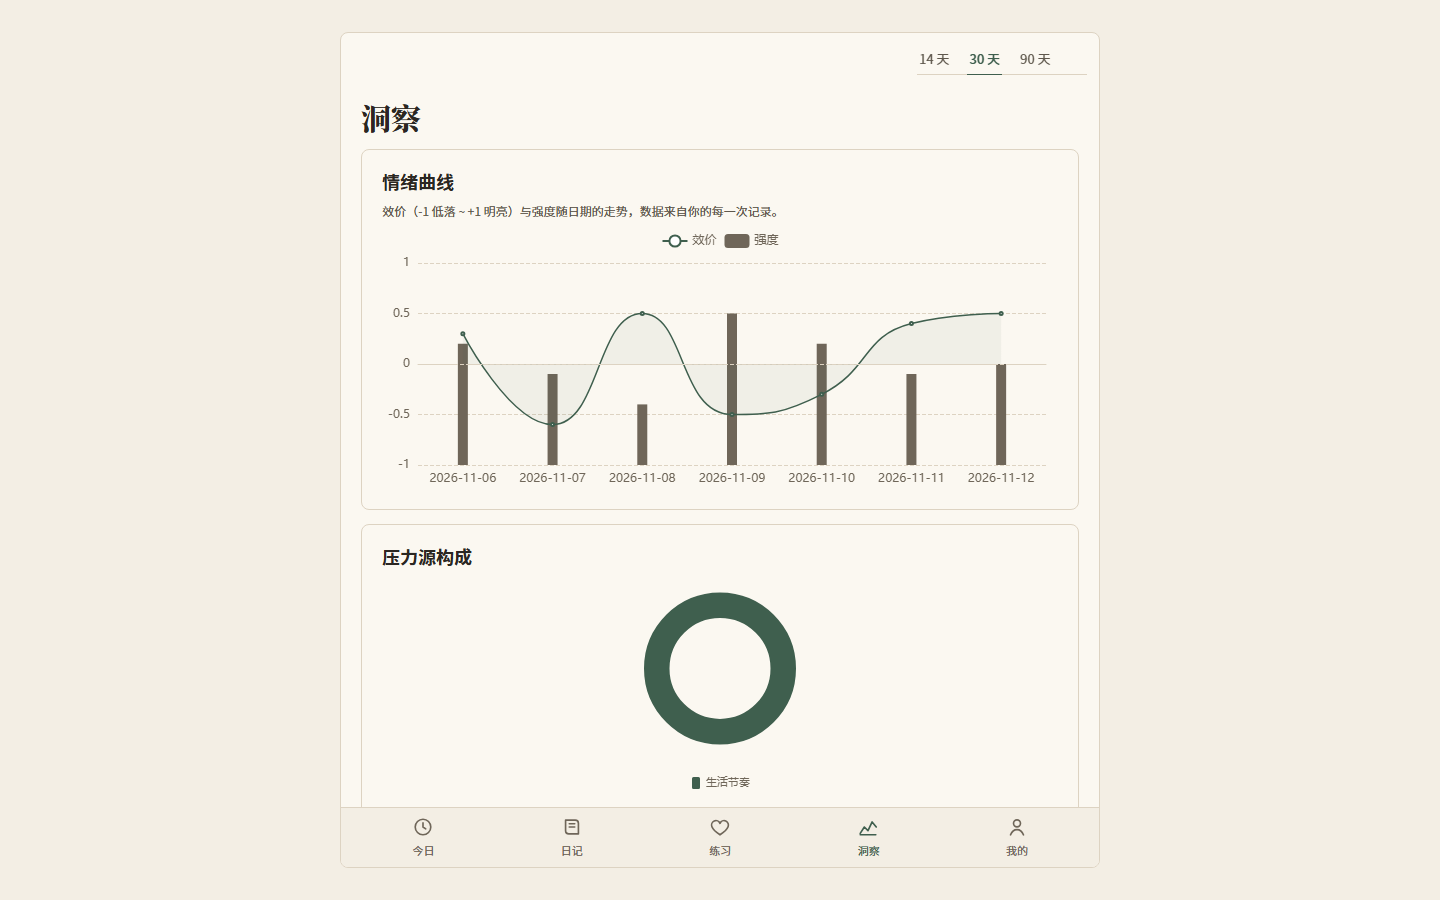 14 天 30 天 90 天
洞察
情绪曲线
效价（-1 低落 ~ +1 明亮）与强度随日期的走势，数据来自你的每一次记录。
效价 强度
1
0.5
0
-0.5
-1
2026-11-06 2026-11-07 2026-11-08 2026-11-09 2026-11-10 2026-11-11 2026-11-12
压力源构成
生活节奏
今日 日记 练习 洞察 我的